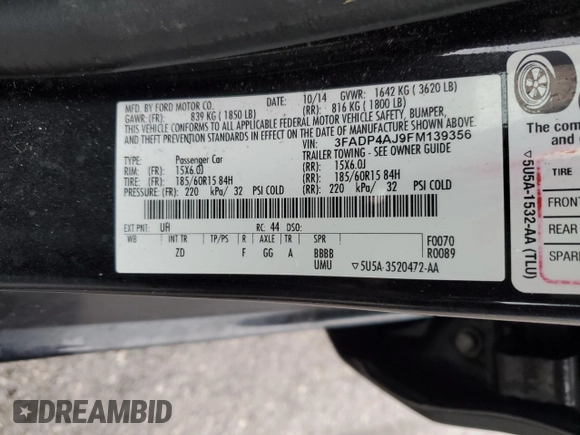 MFD. BY FORD MOTOR CO.
10/14 GVWR: 1642 KG ( 3620 LB)
GAWR: (FR): 839 KG ( 1850 LB) (RR): 816 KG ( 1800 LB)
THIS VEHICLE CONFORMS TO ALL APPLICABLE
FEDERAL MOTOR VEHICLE SAFETY, BUMPER,
AND THEFT PREVENTION STANDARDS IN EFFECT
ON THE DATE OF MANUFACTURE SHOWN ABOVE.
VIN: 3FADP4AJ9FM139356
TYPE: Passenger Car TRAILER TOWING - SEE OWNER GUIDE
RIM: (FR): 15X6.0J (RR): 15X6.0J
TIRE: (FR): 185/60R15 84H (RR): 185/60R15 84H
PRESSURE: (FR): 220 kPa/ 32 PSI COLD (RR): 220 kPa/ 32 PSI COLD
EXT PNT: UA RC: 44 DSO:
WB INT TR TP/PS R AXLE TR SPR F0070
ZD F GG A BBBB R0089
UMU ▽5U5A-3520472-AA
The com
and
▽5U5A-1532-AA (TLU)
TIRE
FRONT
REAR
SPARE
DREAMBID